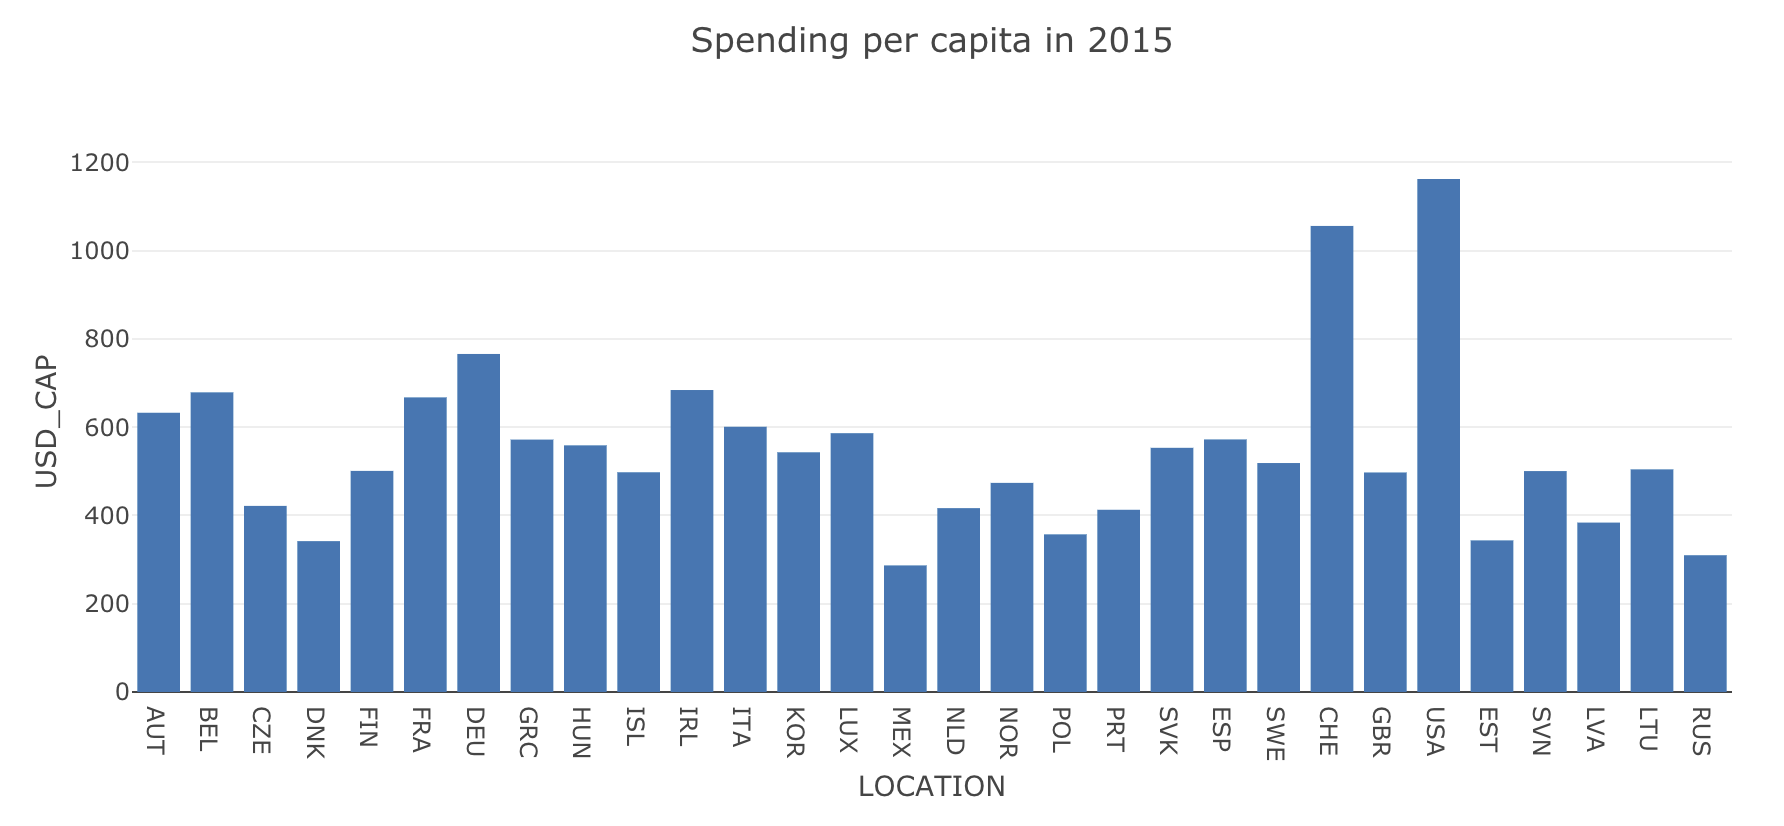 Spending per capita in 2015
USD_CAP
1200
1000
800
600
400
200
0
AUT BEL CZE DNK FIN FRA DEU GRC HUN ISL IRL ITA KOR LUX MEX NLD NOR POL PRT SVK ESP SWE CHE GBR USA EST SVN LVA LTU RUS
LOCATION